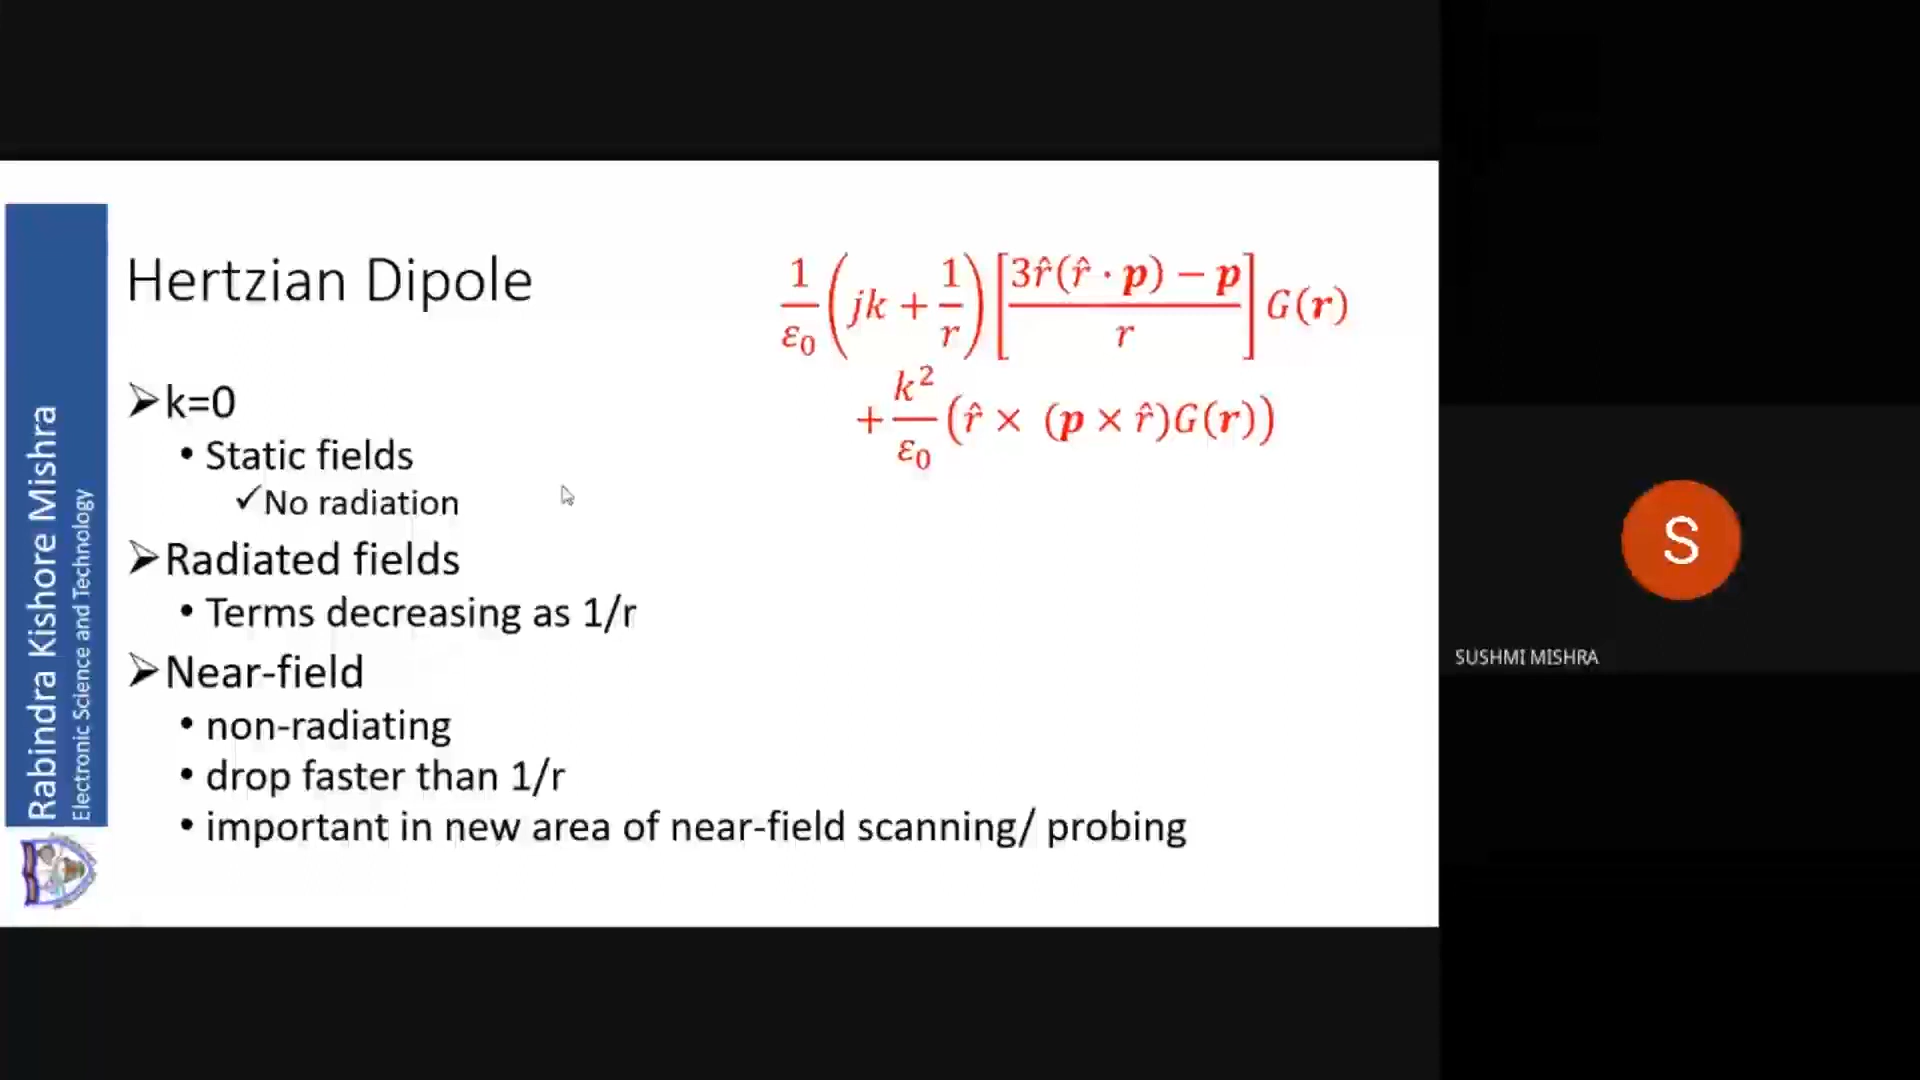 Hertzian Dipole
1/ε₀ (jk + 1/r) [3r̂(r̂ · p) − p / r] G(r)
+ k²/ε₀ (r̂ × (p × r̂)G(r))
➢k=0
• Static fields
✓No radiation
➢Radiated fields
• Terms decreasing as 1/r
➢Near-field
• non-radiating
• drop faster than 1/r
• important in new area of near-field scanning/ probing
Rabindra Kishore Mishra
Electronic Science and Technology
S
SUSHMI MISHRA